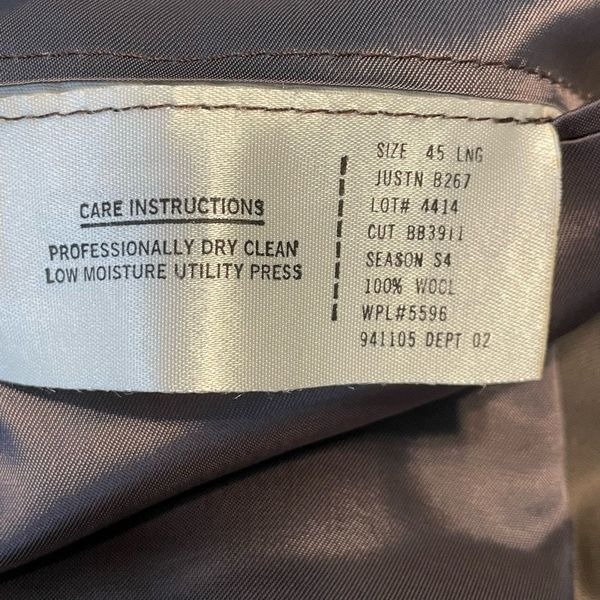 CARE INSTRUCTIONS
PROFESSIONALLY DRY CLEAN
LOW MOISTURE UTILITY PRESS
SIZE 45 LNG
JUSTN B267
LOT# 4414
CUT BB3911
SEASON S4
100% WOOL
WPL#5596
941105 DEPT 02